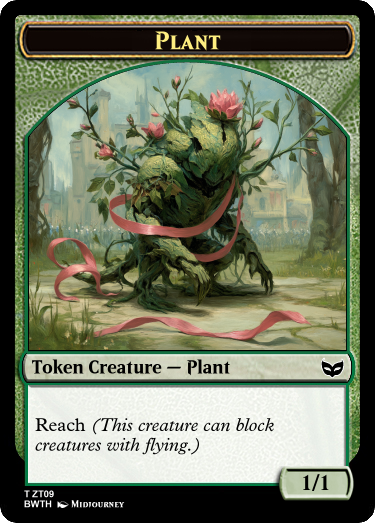 Plant
Token Creature — Plant
Reach (This creature can block
creatures with flying.)
1/1
T ZT09
BWTH Midjourney